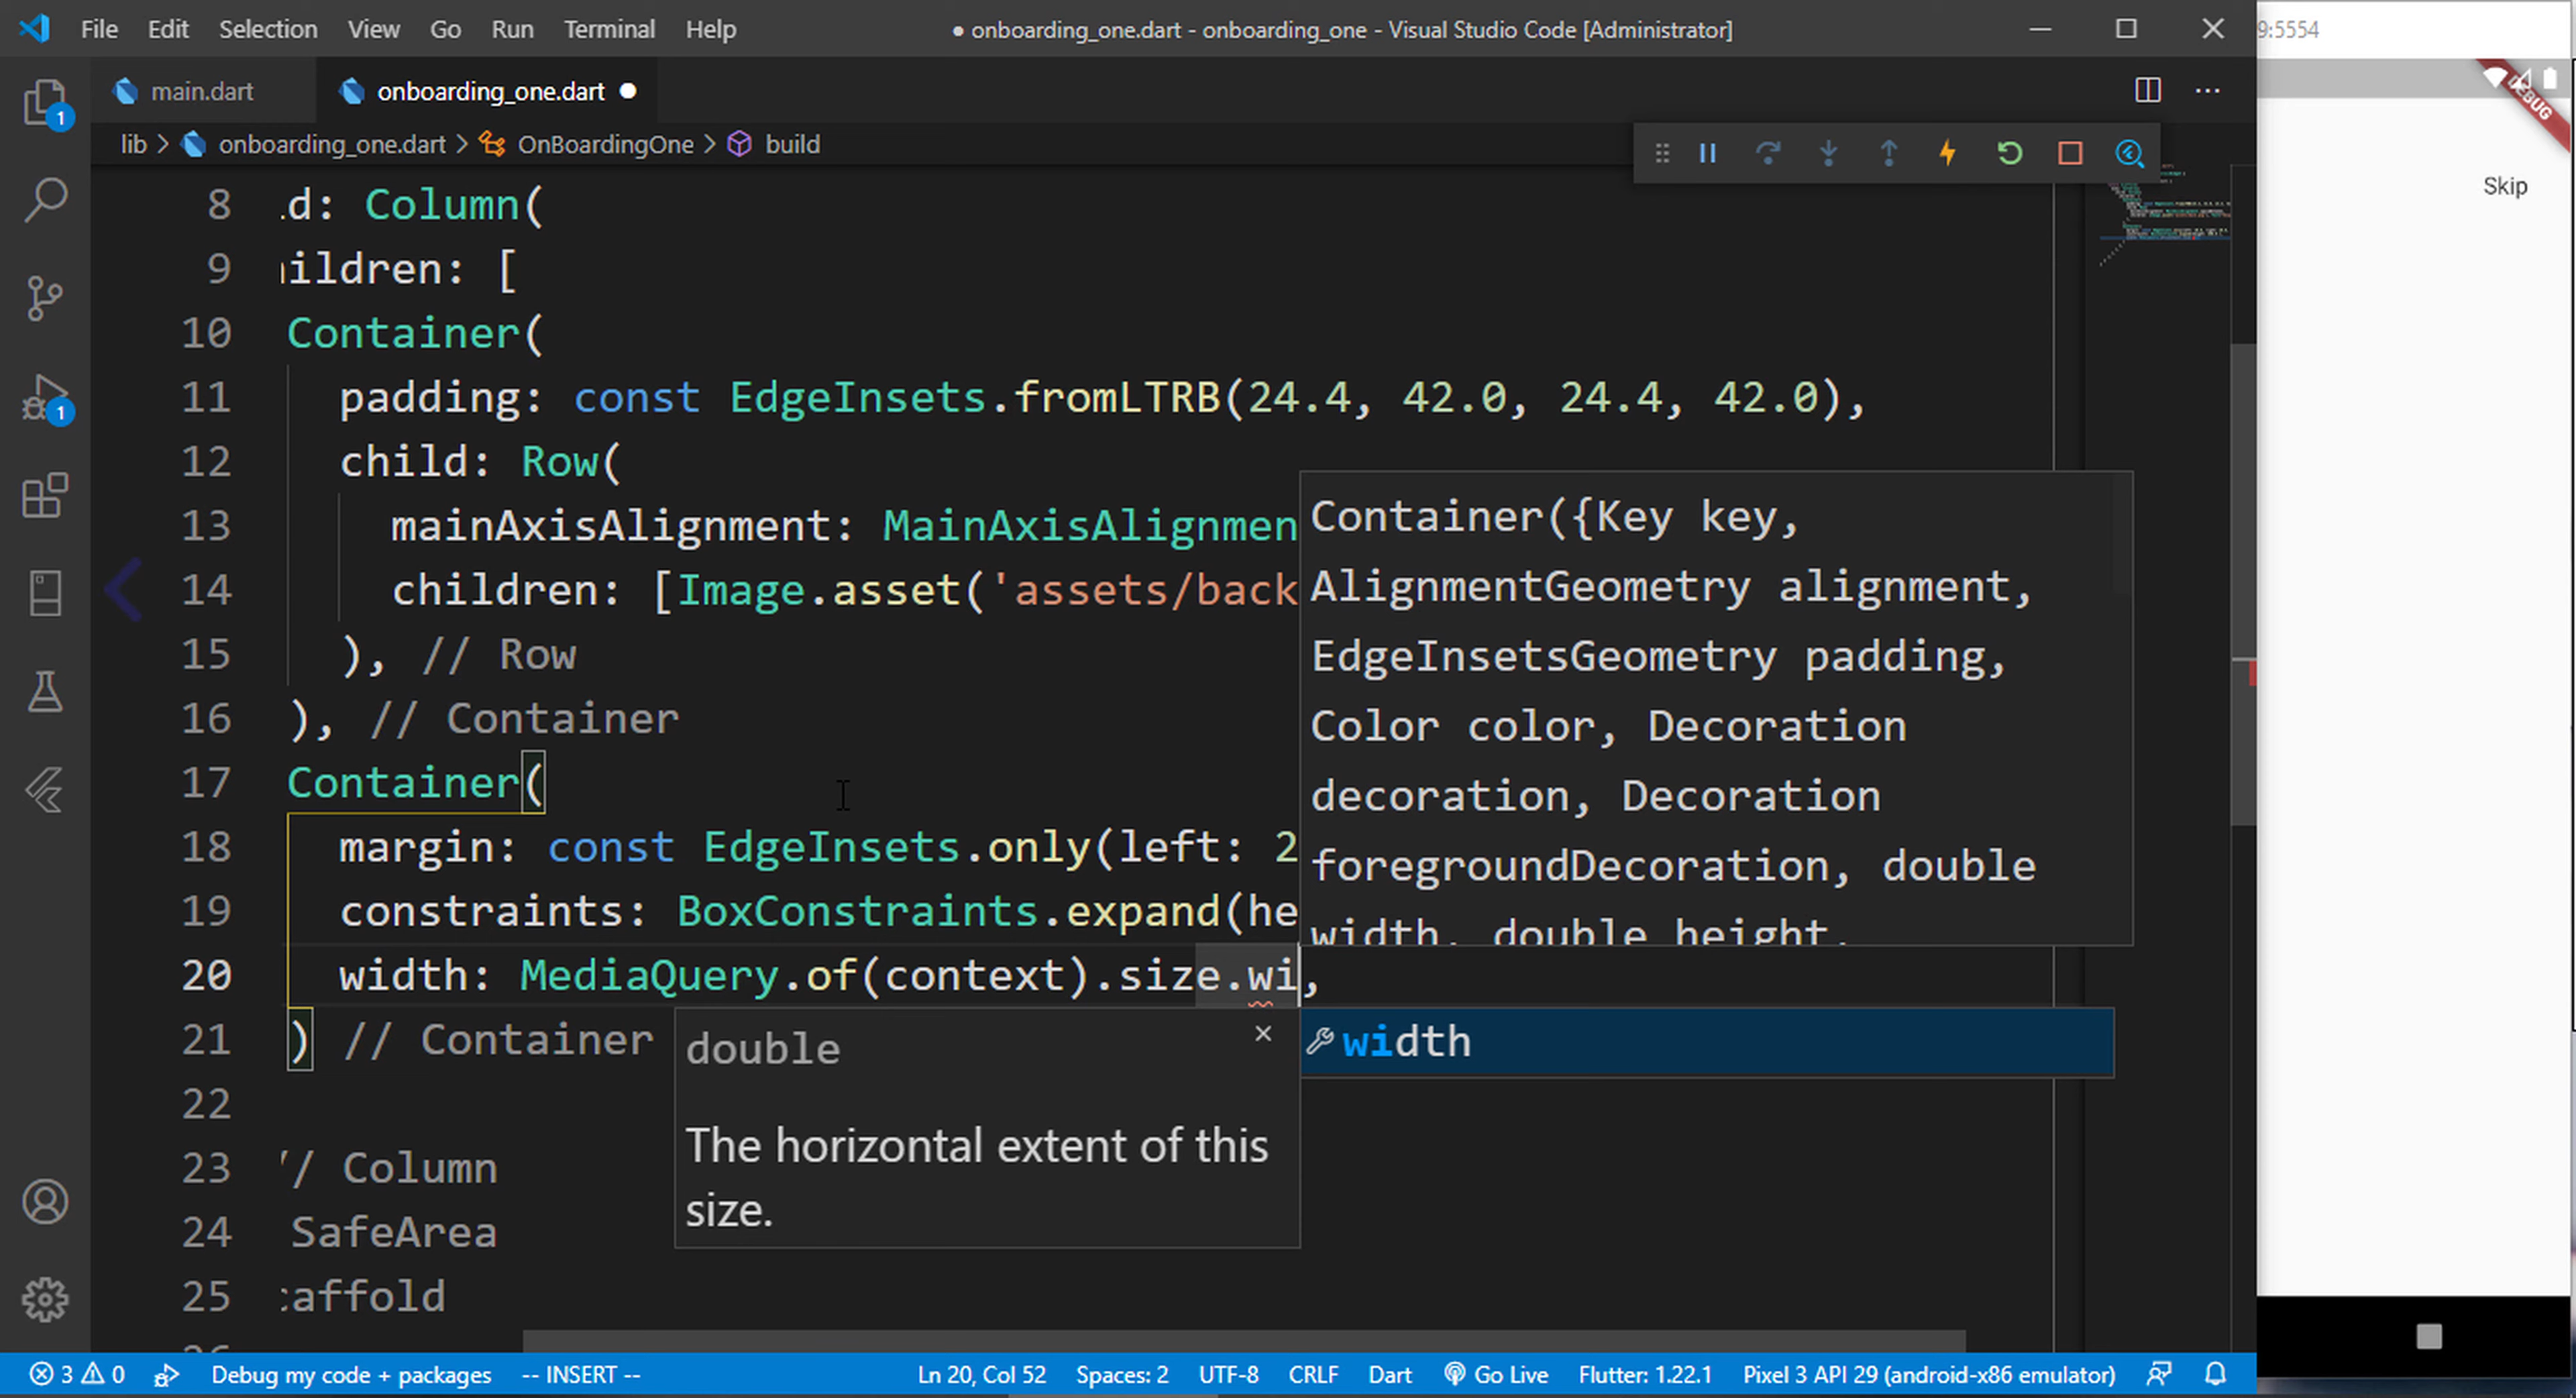 File Edit Selection View Go Run Terminal Help
● onboarding_one.dart - onboarding_one - Visual Studio Code [Administrator]
9:5554
main.dart
onboarding_one.dart
lib > onboarding_one.dart > OnBoardingOne > build
DEBUG
Skip
1
1
8 .d: Column(
9 ildren: [
10 Container(
11 padding: const EdgeInsets.fromLTRB(24.4, 42.0, 24.4, 42.0),
12 child: Row(
13 mainAxisAlignment: MainAxisAlignmen
14 children: [Image.asset('assets/back
15 ), // Row
16 ), // Container
17 Container(
18 margin: const EdgeInsets.only(left: 2
19 constraints: BoxConstraints.expand(he
20 width: MediaQuery.of(context).size.wi,
21 ) // Container
22
23 // Column
24 SafeArea
25 caffold
Container({Key key,
AlignmentGeometry alignment,
EdgeInsetsGeometry padding,
Color color, Decoration
decoration, Decoration
foregroundDecoration, double
width, double height,
width
double
The horizontal extent of this
size.
3 0 Debug my code + packages -- INSERT --
Ln 20, Col 52 Spaces: 2 UTF-8 CRLF Dart Go Live Flutter: 1.22.1 Pixel 3 API 29 (android-x86 emulator)